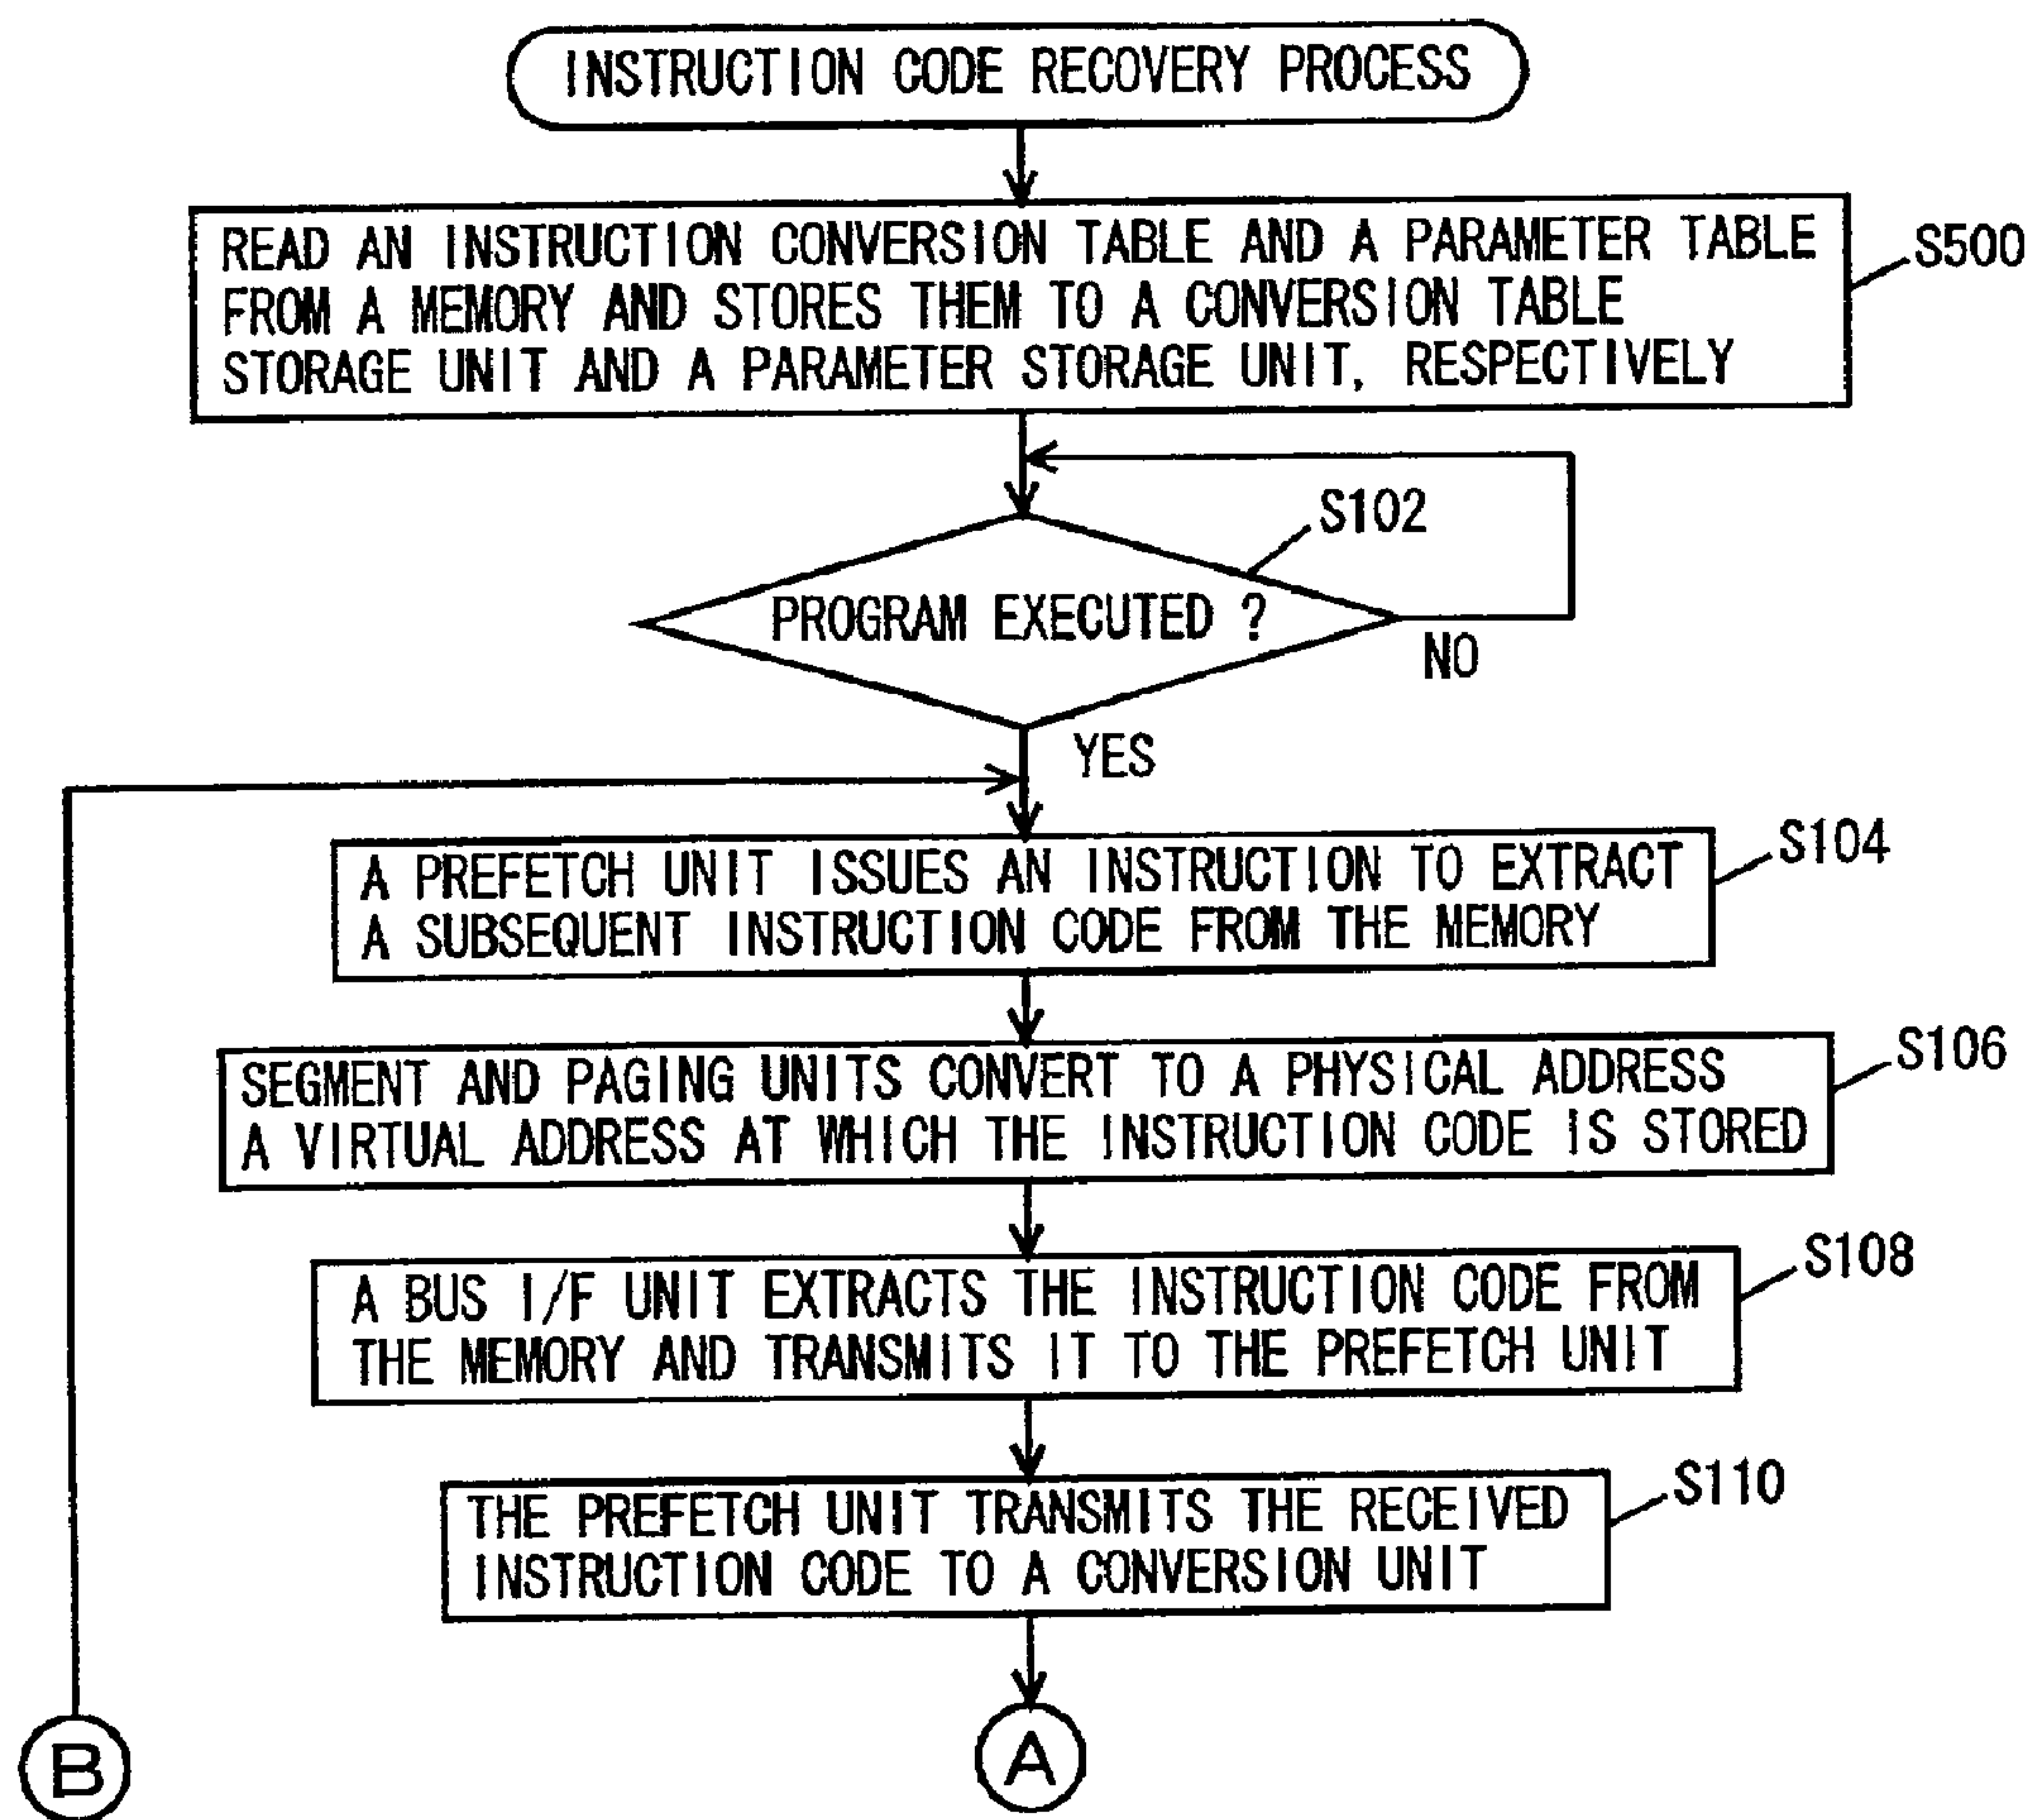 INSTRUCTION CODE RECOVERY PROCESS
READ AN INSTRUCTION CONVERSION TABLE AND A PARAMETER TABLE
FROM A MEMORY AND STORES THEM TO A CONVERSION TABLE
STORAGE UNIT AND A PARAMETER STORAGE UNIT, RESPECTIVELY
S500
S102
PROGRAM EXECUTED ?
NO
YES
A PREFETCH UNIT ISSUES AN INSTRUCTION TO EXTRACT
A SUBSEQUENT INSTRUCTION CODE FROM THE MEMORY
S104
SEGMENT AND PAGING UNITS CONVERT TO A PHYSICAL ADDRESS
A VIRTUAL ADDRESS AT WHICH THE INSTRUCTION CODE IS STORED
S106
A BUS I/F UNIT EXTRACTS THE INSTRUCTION CODE FROM
THE MEMORY AND TRANSMITS IT TO THE PREFETCH UNIT
S108
THE PREFETCH UNIT TRANSMITS THE RECEIVED
INSTRUCTION CODE TO A CONVERSION UNIT
S110
B
A